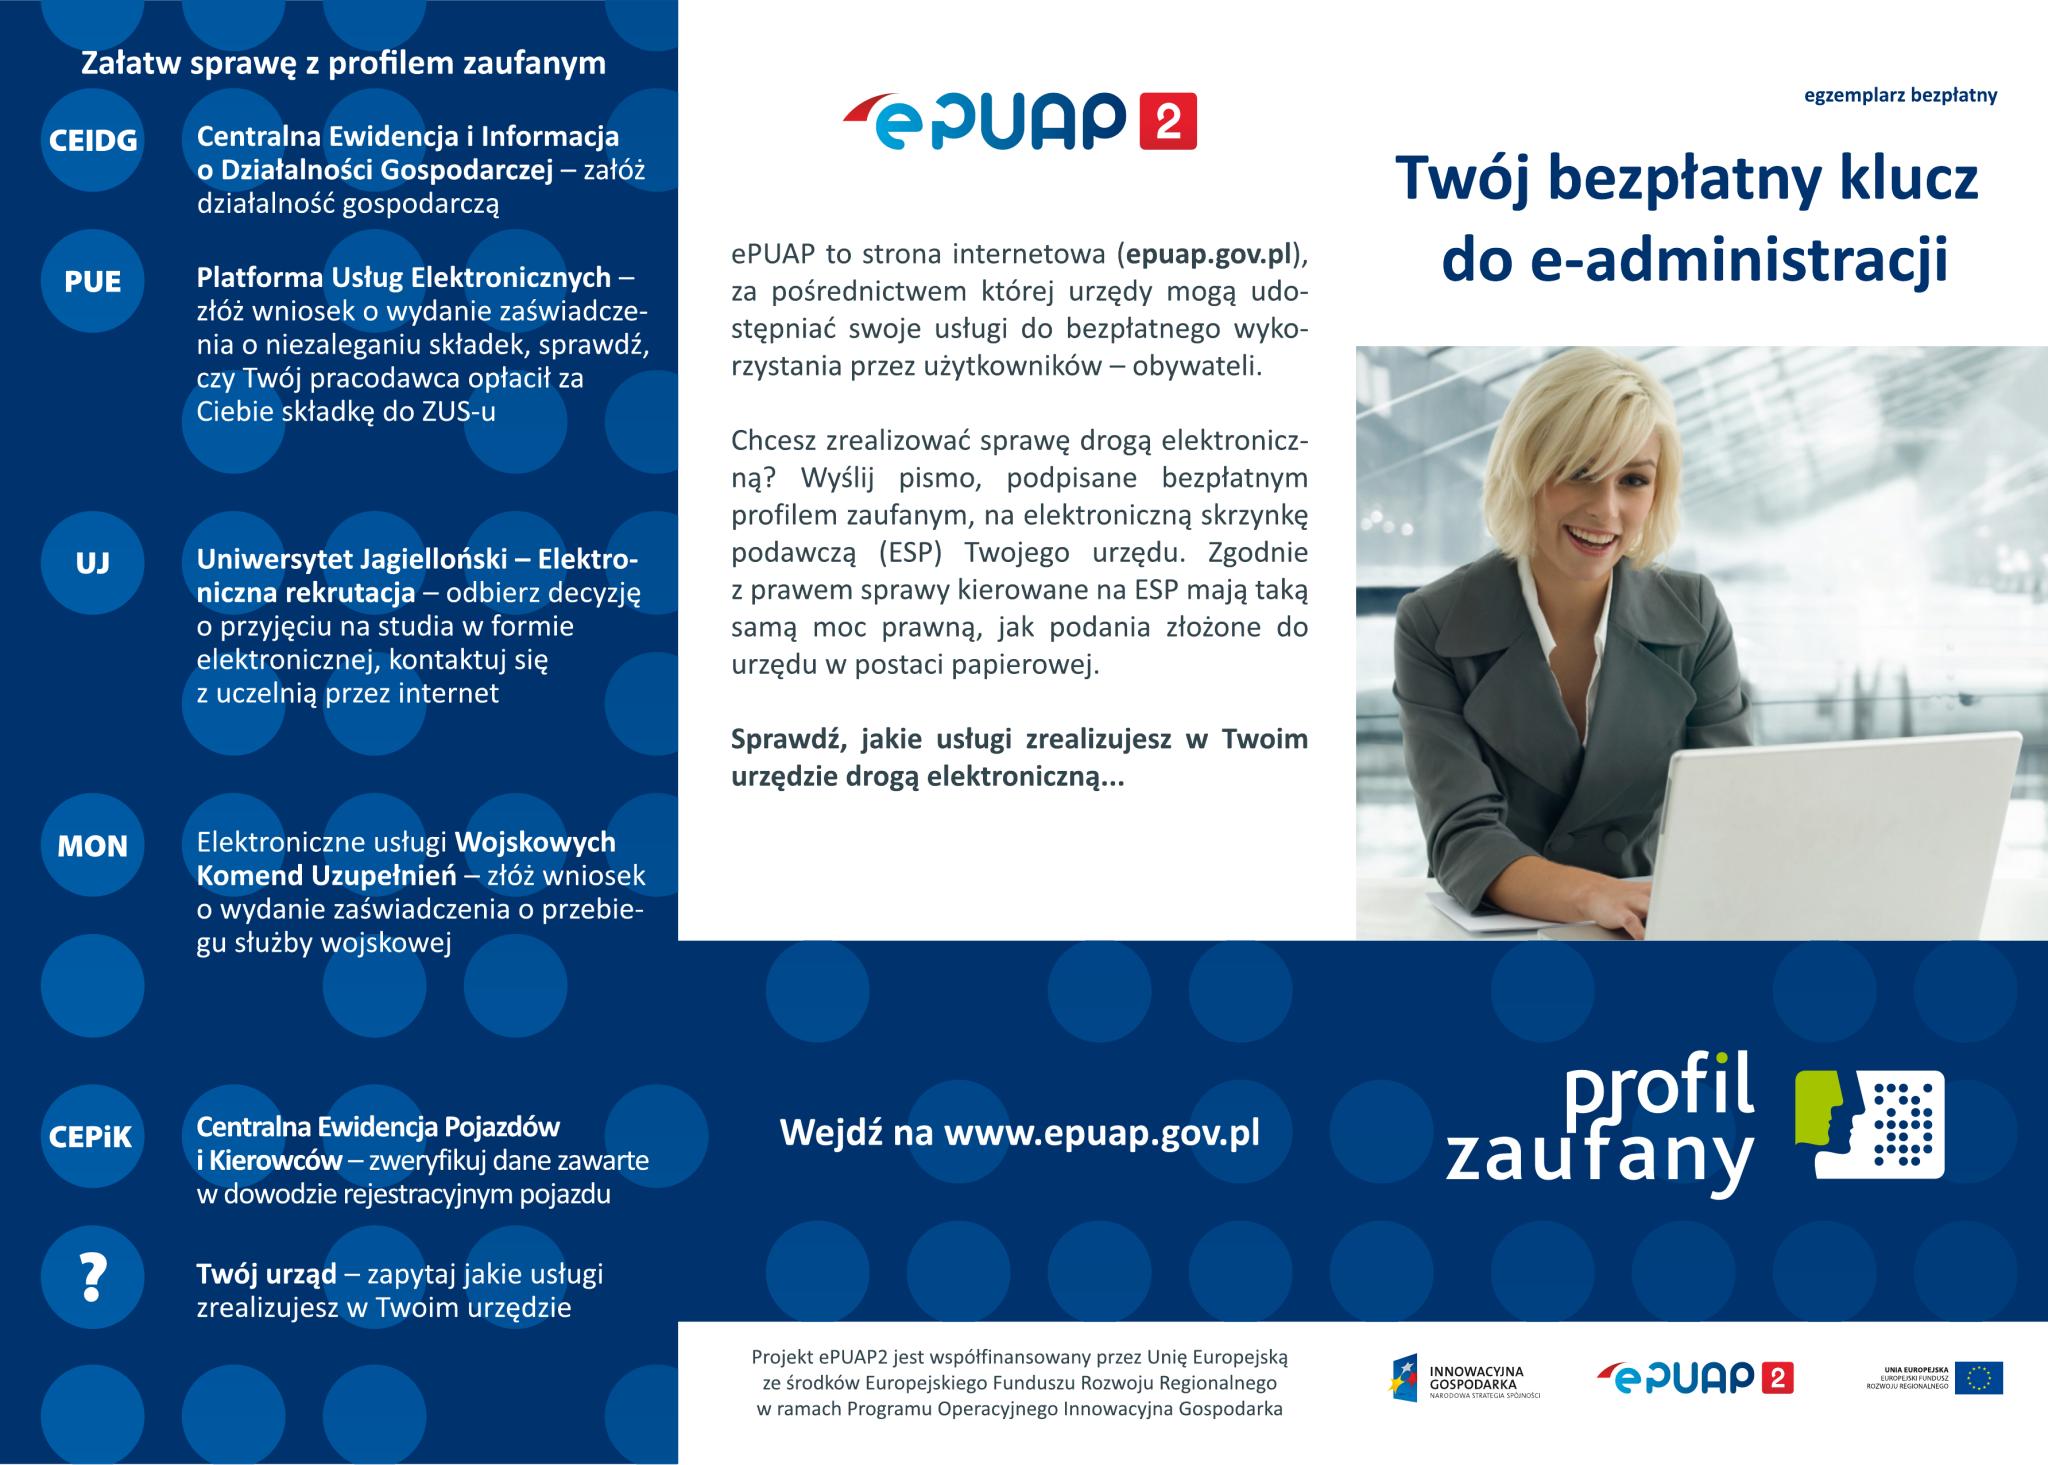 Załatw sprawę z profilem zaufanym
CEIDG
Centralna Ewidencja i Informacja
o Działalności Gospodarczej – załóż
działalność gospodarczą
PUE
Platforma Usług Elektronicznych –
złóż wniosek o wydanie zaświadcze-
nia o niezaleganiu składek, sprawdź,
czy Twój pracodawca opłacił za
Ciebie składkę do ZUS-u
UJ
Uniwersytet Jagielloński – Elektro-
niczna rekrutacja – odbierz decyzję
o przyjęciu na studia w formie
elektronicznej, kontaktuj się
z uczelnią przez internet
MON
Elektroniczne usługi Wojskowych
Komend Uzupełnień – złóż wniosek
o wydanie zaświadczenia o przebie-
gu służby wojskowej
CEPiK
Centralna Ewidencja Pojazdów
i Kierowców – zweryfikuj dane zawarte
w dowodzie rejestracyjnym pojazdu
?
Twój urząd – zapytaj jakie usługi
zrealizujesz w Twoim urzędzie
ePUAP 2
ePUAP to strona internetowa (epuap.gov.pl),
za pośrednictwem której urzędy mogą udo-
stępniać swoje usługi do bezpłatnego wyko-
rzystania przez użytkowników – obywateli.
Chcesz zrealizować sprawę drogą elektronicz-
ną? Wyślij pismo, podpisane bezpłatnym
profilem zaufanym, na elektroniczną skrzynkę
podawczą (ESP) Twojego urzędu. Zgodnie
z prawem sprawy kierowane na ESP mają taką
samą moc prawną, jak podania złożone do
urzędu w postaci papierowej.
Sprawdź, jakie usługi zrealizujesz w Twoim
urzędzie drogą elektroniczną...
Wejdź na www.epuap.gov.pl
Projekt ePUAP2 jest współfinansowany przez Unię Europejską
ze środków Europejskiego Funduszu Rozwoju Regionalnego
w ramach Programu Operacyjnego Innowacyjna Gospodarka
egzemplarz bezpłatny
Twój bezpłatny klucz
do e-administracji
profil
zaufany
INNOWACYJNA
GOSPODARKA
NARODOWA STRATEGIA SPÓJNOŚCI
ePUAP 2
UNIA EUROPEJSKA
EUROPEJSKI FUNDUSZ
ROZWOJU REGIONALNEGO